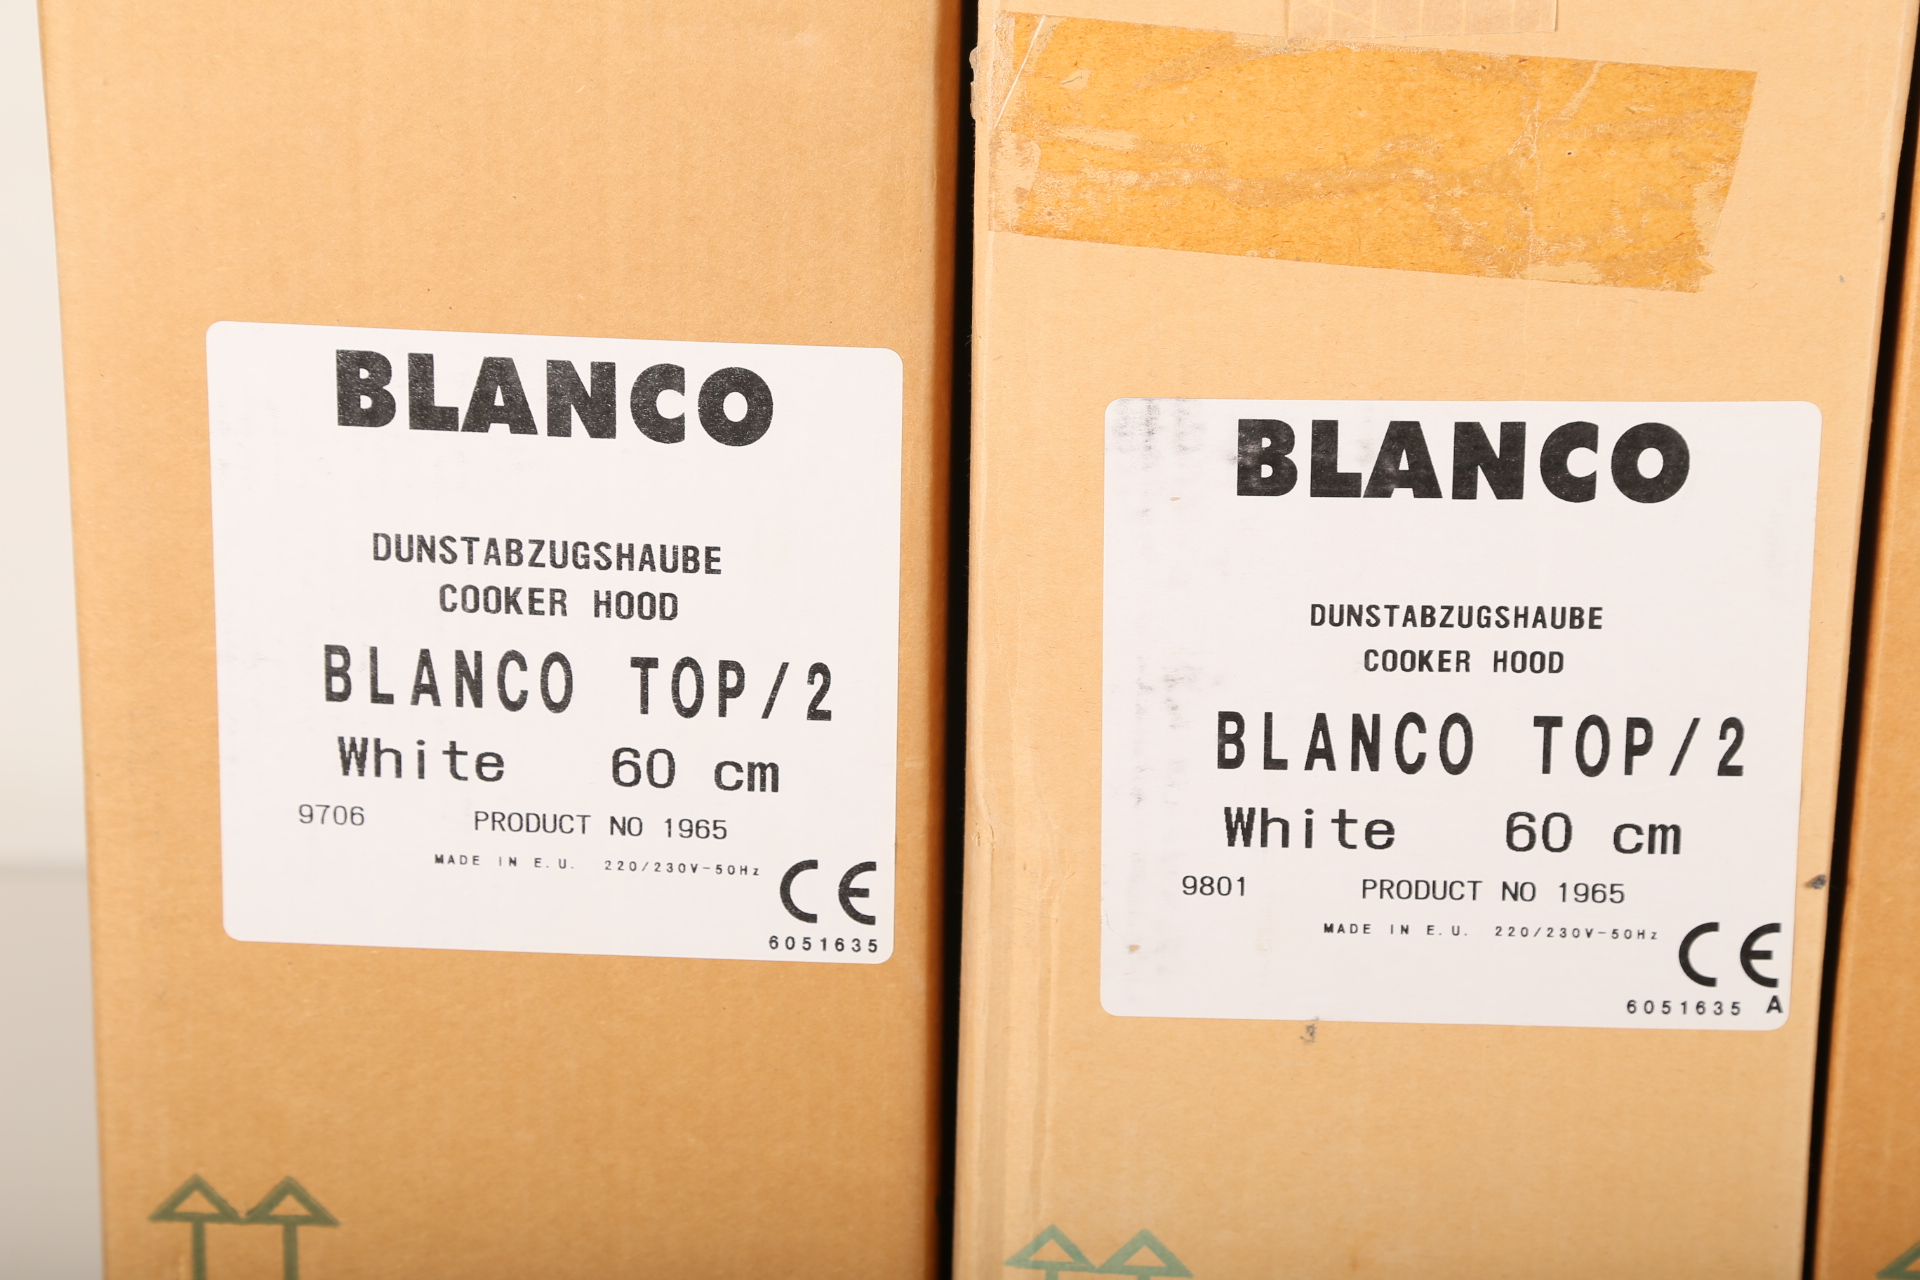 BLANCO
DUNSTABZUGSHAUBE
COOKER HOOD
BLANCO TOP/2
White 60 cm
9706 PRODUCT NO 1965
MADE IN E.U. 220/230V-50Hz CE
6051635
BLANCO
DUNSTABZUGSHAUBE
COOKER HOOD
BLANCO TOP/2
White 60 cm
9801 PRODUCT NO 1965
MADE IN E.U. 220/230V-50Hz CE
6051635 A